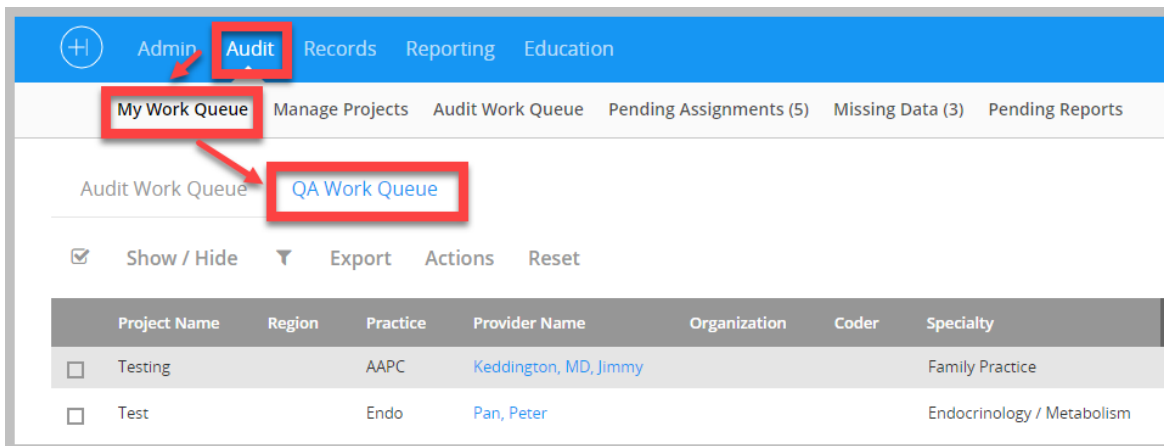 Admin Audit Records Reporting Education
My Work Queue Manage Projects Audit Work Queue Pending Assignments (5) Missing Data (3) Pending Reports
Audit Work Queue QA Work Queue
Show / Hide Export Actions Reset
Project Name Region Practice Provider Name Organization Coder Specialty
Testing AAPC Keddington, MD, Jimmy Family Practice
Test Endo Pan, Peter Endocrinology / Metabolism